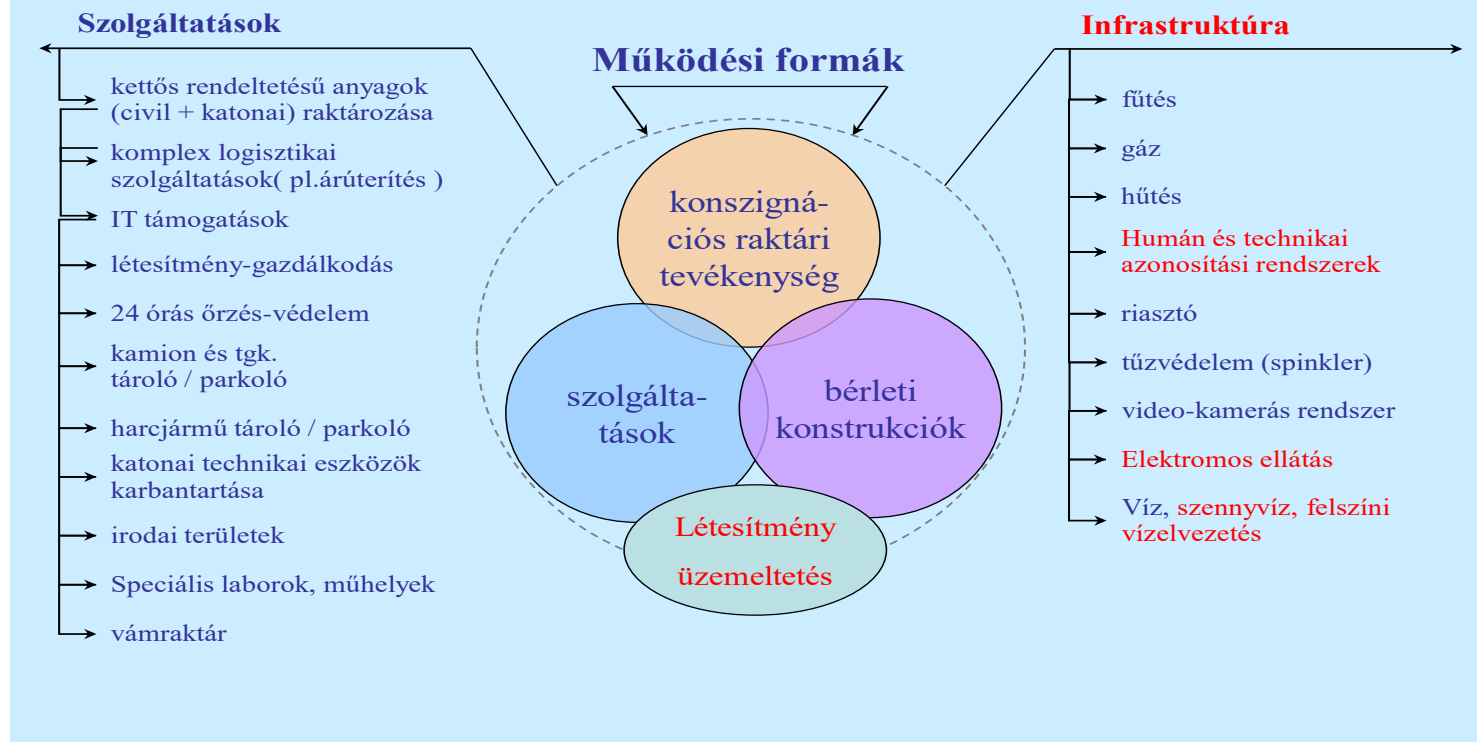 Szolgáltatások
kettős rendeltetésű anyagok
(civil + katonai) raktározása
komplex logisztikai
szolgáltatások( pl.árúterítés )
IT támogatások
létesítmény-gazdálkodás
24 órás őrzés-védelem
kamion és tgk.
tároló / parkoló
harcjármű tároló / parkoló
katonai technikai eszközök
karbantartása
irodai területek
Speciális laborok, műhelyek
vámraktár
Működési formák
konszigná-
ciós raktári
tevékenység
szolgálta-
tások
bérleti
konstrukciók
Létesítmény
üzemeltetés
Infrastruktúra
fűtés
gáz
hűtés
Humán és technikai
azonosítási rendszerek
riasztó
tűzvédelem (spinkler)
video-kamerás rendszer
Elektromos ellátás
Víz, szennyvíz, felszíni
vízelvezetés